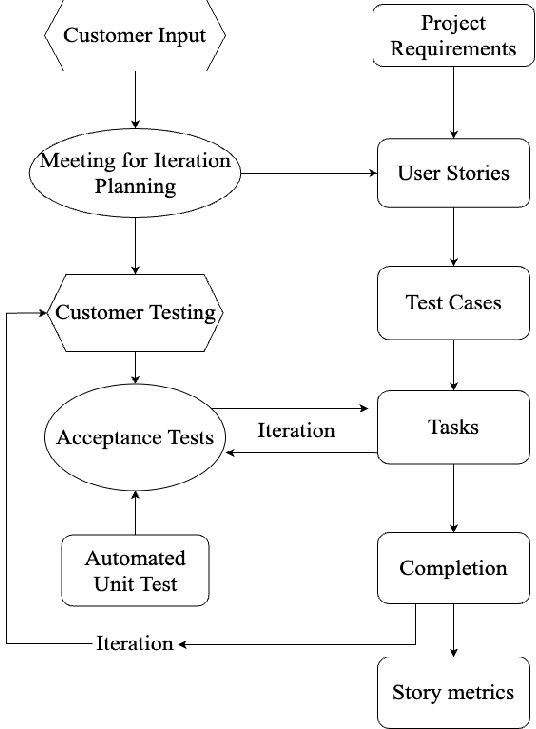 Customer Input
Project
Requirements
Meeting for Iteration
Planning
User Stories
Customer Testing
Test Cases
Acceptance Tests
Iteration
Tasks
Automated
Unit Test
Completion
Iteration
Story metrics